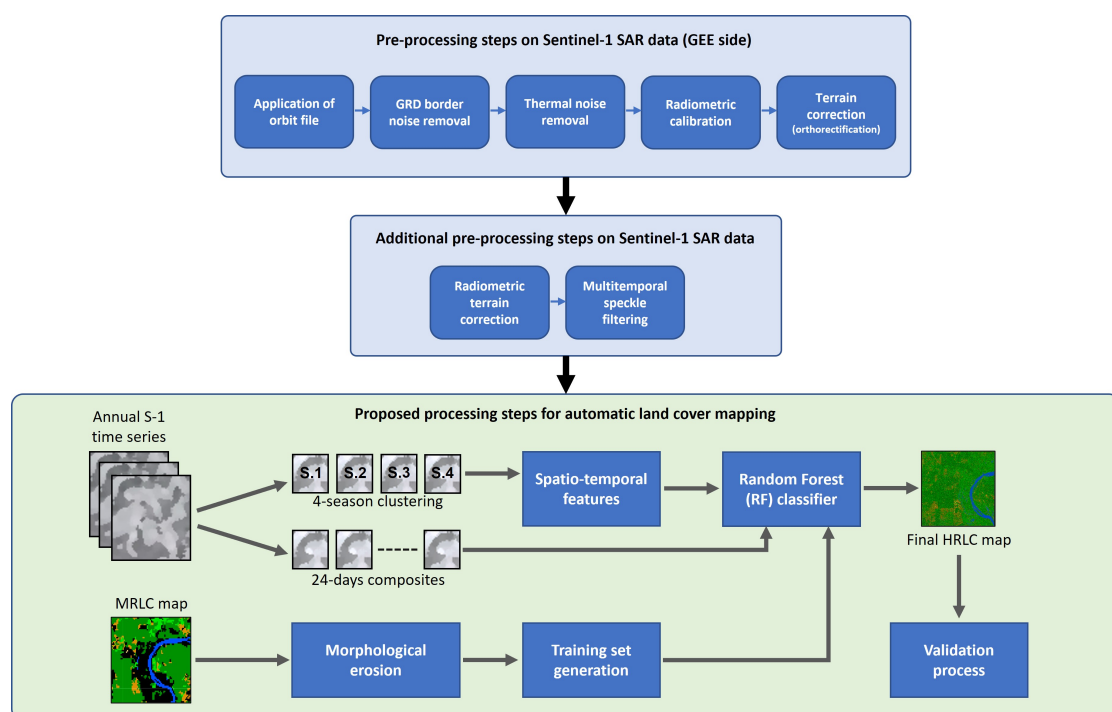 Pre-processing steps on Sentinel-1 SAR data (GEE side)
Application of
orbit file
GRD border
noise removal
Thermal noise
removal
Radiometric
calibration
Terrain
correction
(orthorectification)
Additional pre-processing steps on Sentinel-1 SAR data
Radiometric
terrain
correction
Multitemporal
speckle
filtering
Proposed processing steps for automatic land cover mapping
Annual S-1
time series
S.1
S.2
S.3
S.4
4-season clustering
Spatio-temporal
features
Random Forest
(RF) classifier
Final HRLC map
24-days composites
MRLC map
Morphological
erosion
Training set
generation
Validation
process